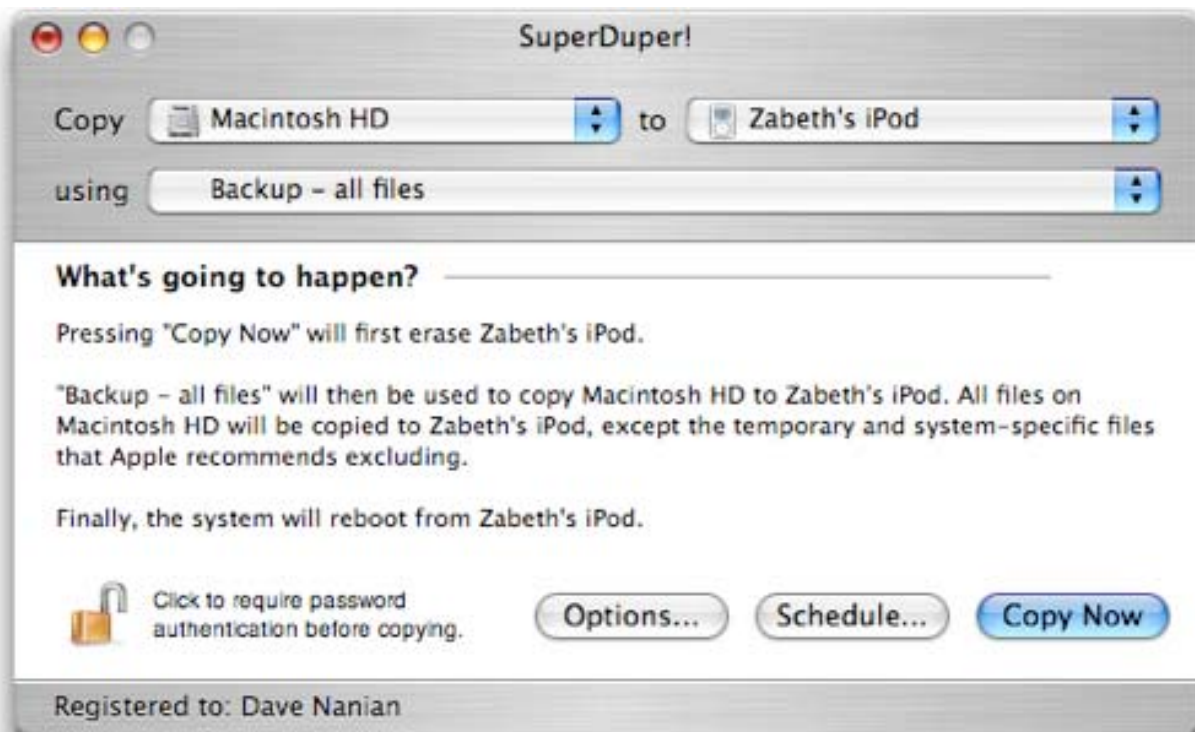 SuperDuper!
Copy Macintosh HD to Zabeth's iPod
using Backup – all files
What's going to happen?
Pressing "Copy Now" will first erase Zabeth's iPod.
"Backup – all files" will then be used to copy Macintosh HD to Zabeth's iPod. All files on
Macintosh HD will be copied to Zabeth's iPod, except the temporary and system-specific files
that Apple recommends excluding.
Finally, the system will reboot from Zabeth's iPod.
Click to require password
authentication before copying.
Options... Schedule... Copy Now
Registered to: Dave Nanian